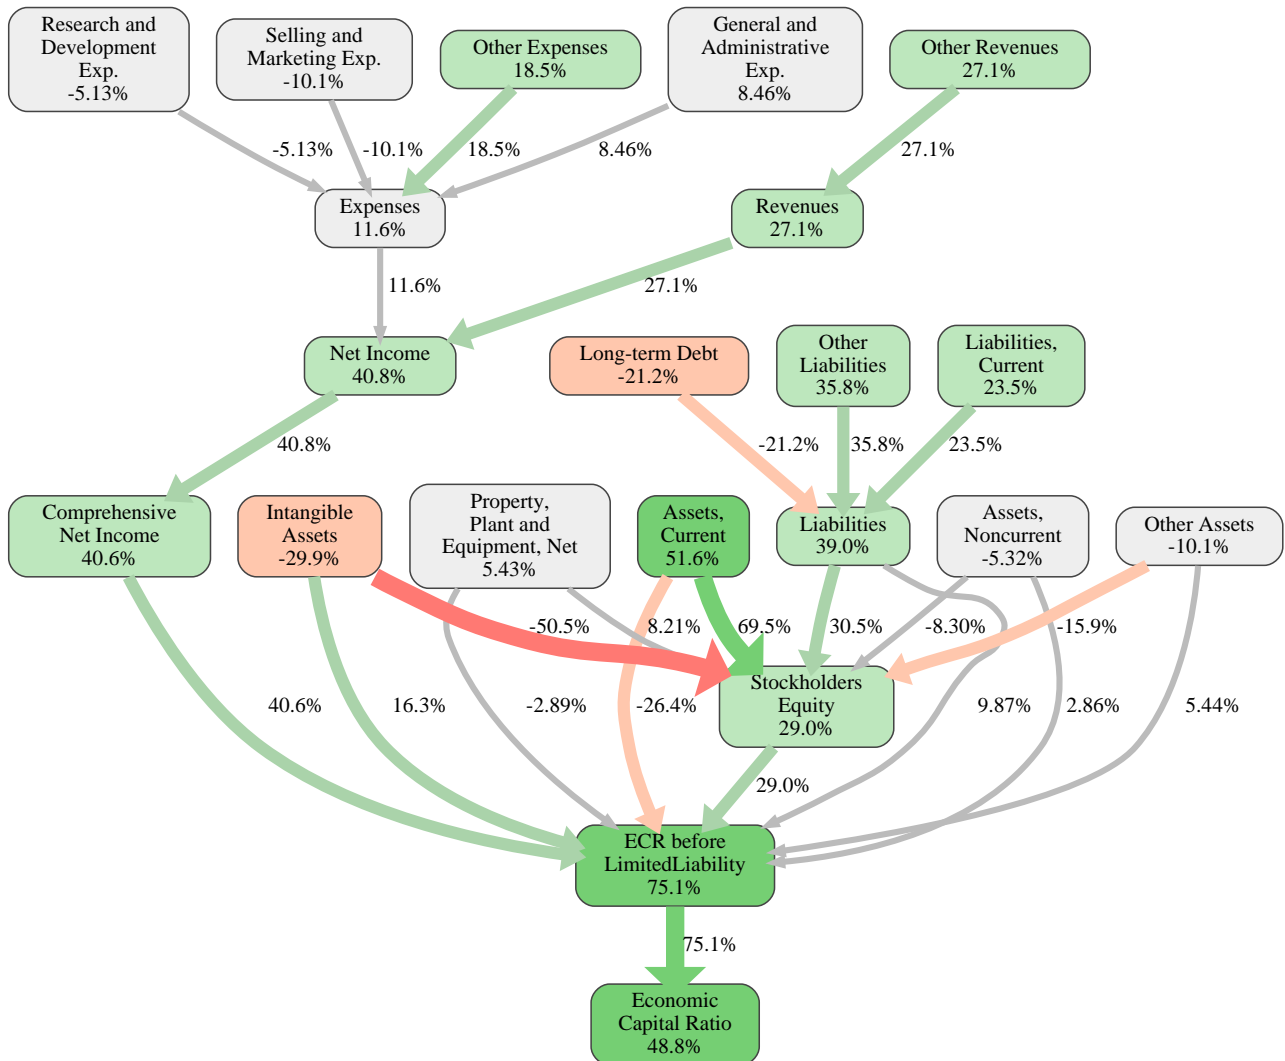 Research and
Development
Exp.
-5.13%
Selling and
Marketing Exp.
-10.1%
Other Expenses
18.5%
General and
Administrative
Exp.
8.46%
Other Revenues
27.1%
-5.13%
-10.1%
18.5%
8.46%
27.1%
Expenses
11.6%
Revenues
27.1%
11.6%
27.1%
Net Income
40.8%
Long-term Debt
-21.2%
Other
Liabilities
35.8%
Liabilities,
Current
23.5%
40.8%
-21.2%
35.8%
23.5%
Comprehensive
Net Income
40.6%
Intangible
Assets
-29.9%
Property,
Plant and
Equipment, Net
5.43%
Assets,
Current
51.6%
Liabilities
39.0%
Assets,
Noncurrent
-5.32%
Other Assets
-10.1%
-50.5%
8.21%
69.5%
30.5%
-8.30%
-15.9%
Stockholders
Equity
29.0%
40.6%
16.3%
-2.89%
-26.4%
9.87%
2.86%
5.44%
29.0%
ECR before
LimitedLiability
75.1%
75.1%
Economic
Capital Ratio
48.8%